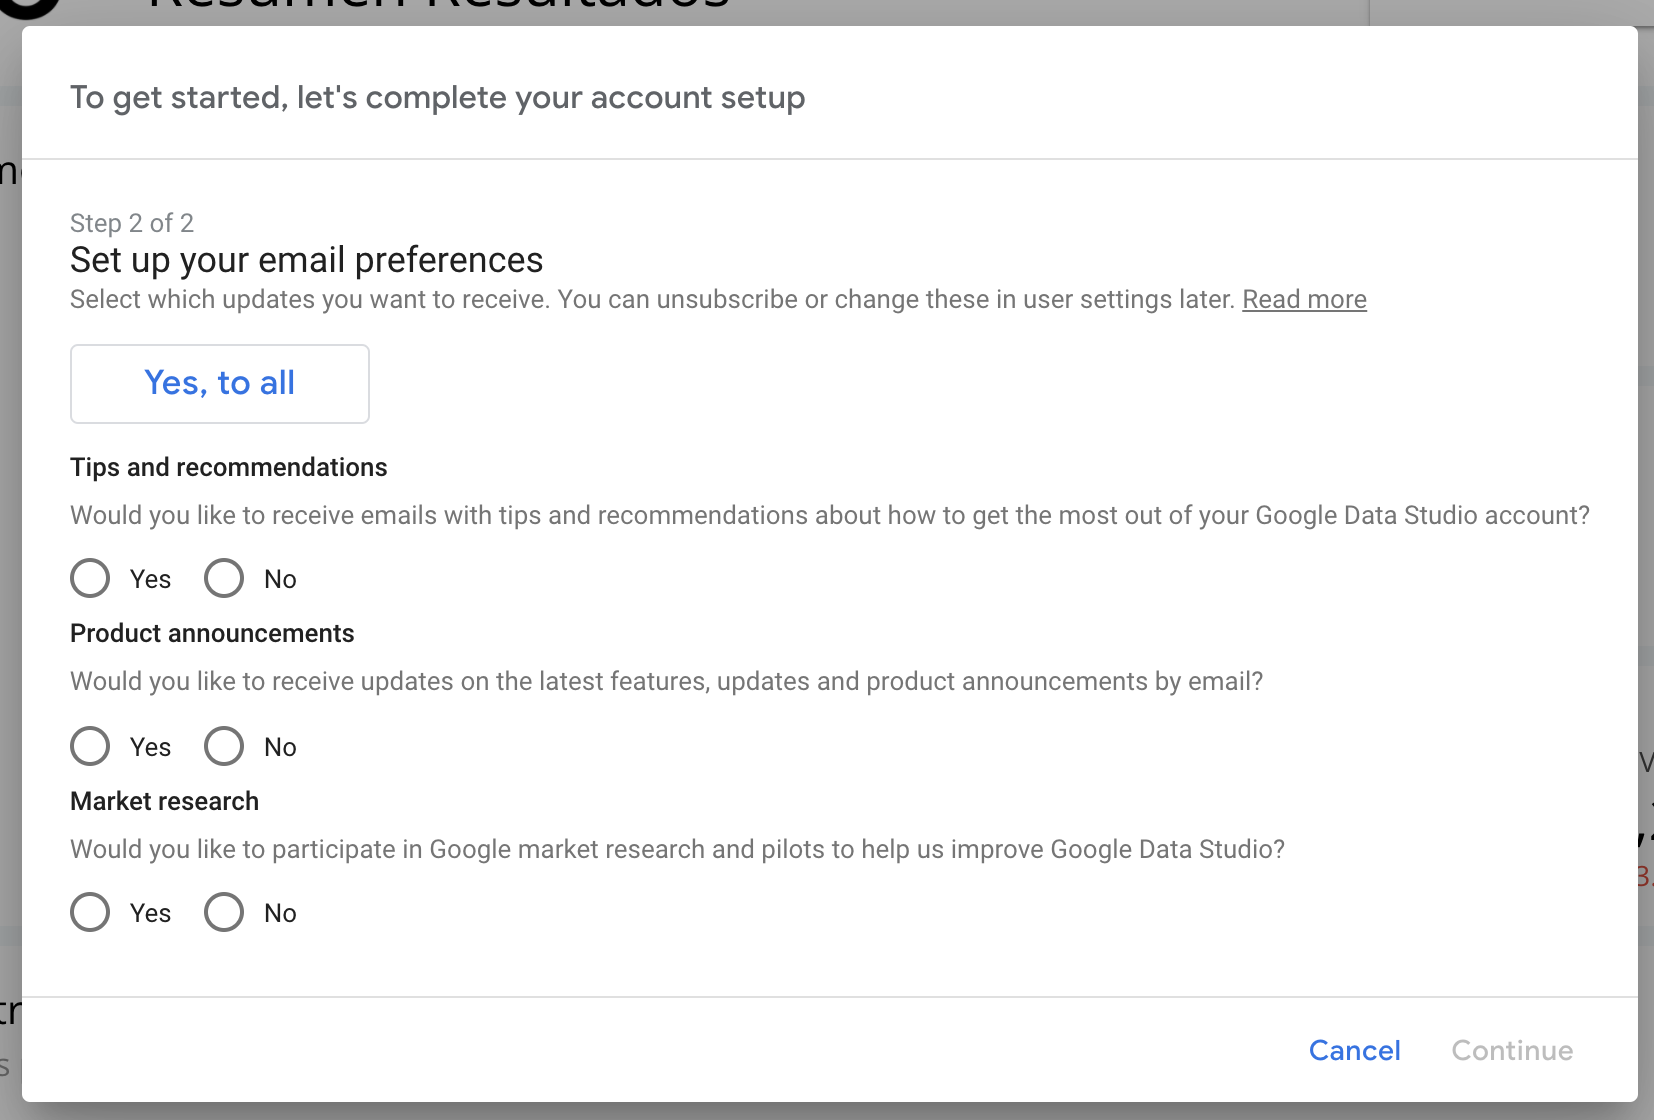 Resumen Resultados
To get started, let's complete your account setup
Step 2 of 2
Set up your email preferences
Select which updates you want to receive. You can unsubscribe or change these in user settings later. Read more
Yes, to all
Tips and recommendations
Would you like to receive emails with tips and recommendations about how to get the most out of your Google Data Studio account?
Yes No
Product announcements
Would you like to receive updates on the latest features, updates and product announcements by email?
Yes No
Market research
Would you like to participate in Google market research and pilots to help us improve Google Data Studio?
Yes No
Cancel Continue